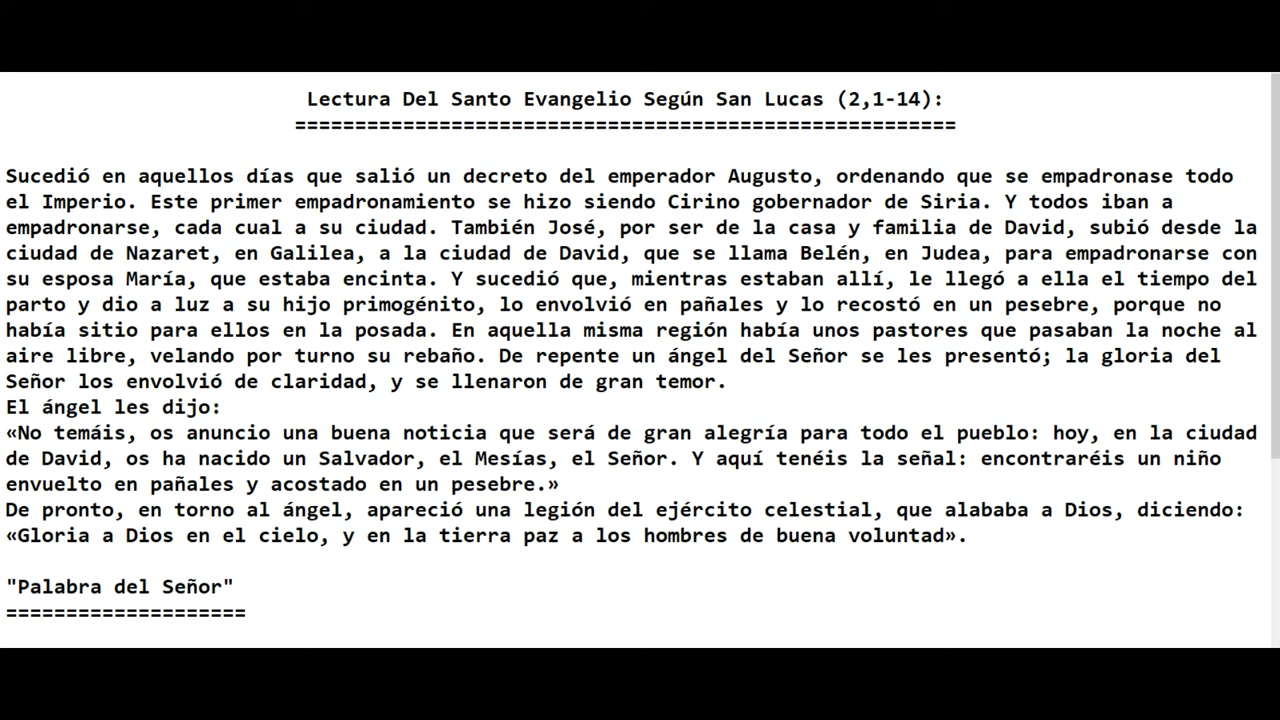 Lectura Del Santo Evangelio Según San Lucas (2,1-14):
=======================================================
Sucedió en aquellos días que salió un decreto del emperador Augusto, ordenando que se empadronase todo
el Imperio. Este primer empadronamiento se hizo siendo Cirino gobernador de Siria. Y todos iban a
empadronarse, cada cual a su ciudad. También José, por ser de la casa y familia de David, subió desde la
ciudad de Nazaret, en Galilea, a la ciudad de David, que se llama Belén, en Judea, para empadronarse con
su esposa María, que estaba encinta. Y sucedió que, mientras estaban allí, le llegó a ella el tiempo del
parto y dio a luz a su hijo primogénito, lo envolvió en pañales y lo recostó en un pesebre, porque no
había sitio para ellos en la posada. En aquella misma región había unos pastores que pasaban la noche al
aire libre, velando por turno su rebaño. De repente un ángel del Señor se les presentó; la gloria del
Señor los envolvió de claridad, y se llenaron de gran temor.
El ángel les dijo:
«No temáis, os anuncio una buena noticia que será de gran alegría para todo el pueblo: hoy, en la ciudad
de David, os ha nacido un Salvador, el Mesías, el Señor. Y aquí tenéis la señal: encontraréis un niño
envuelto en pañales y acostado en un pesebre.»
De pronto, en torno al ángel, apareció una legión del ejército celestial, que alababa a Dios, diciendo:
«Gloria a Dios en el cielo, y en la tierra paz a los hombres de buena voluntad».
"Palabra del Señor"
====================